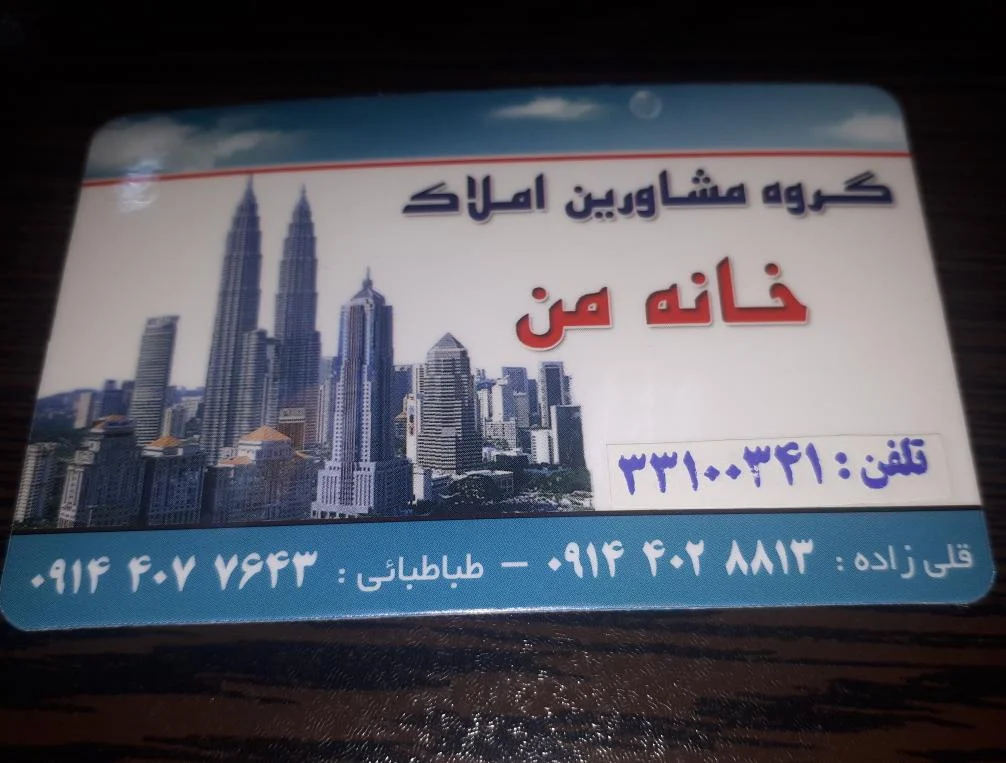 گروه مشاورین املاک
خانه من
تلفن : ۳۳۱۰۰۳۴۱
قلی زاده : ۰۹۱۴ ۴۰۲ ۸۸۱۳ – طباطبائی : ۰۹۱۴ ۴۰۷ ۷۶۴۳